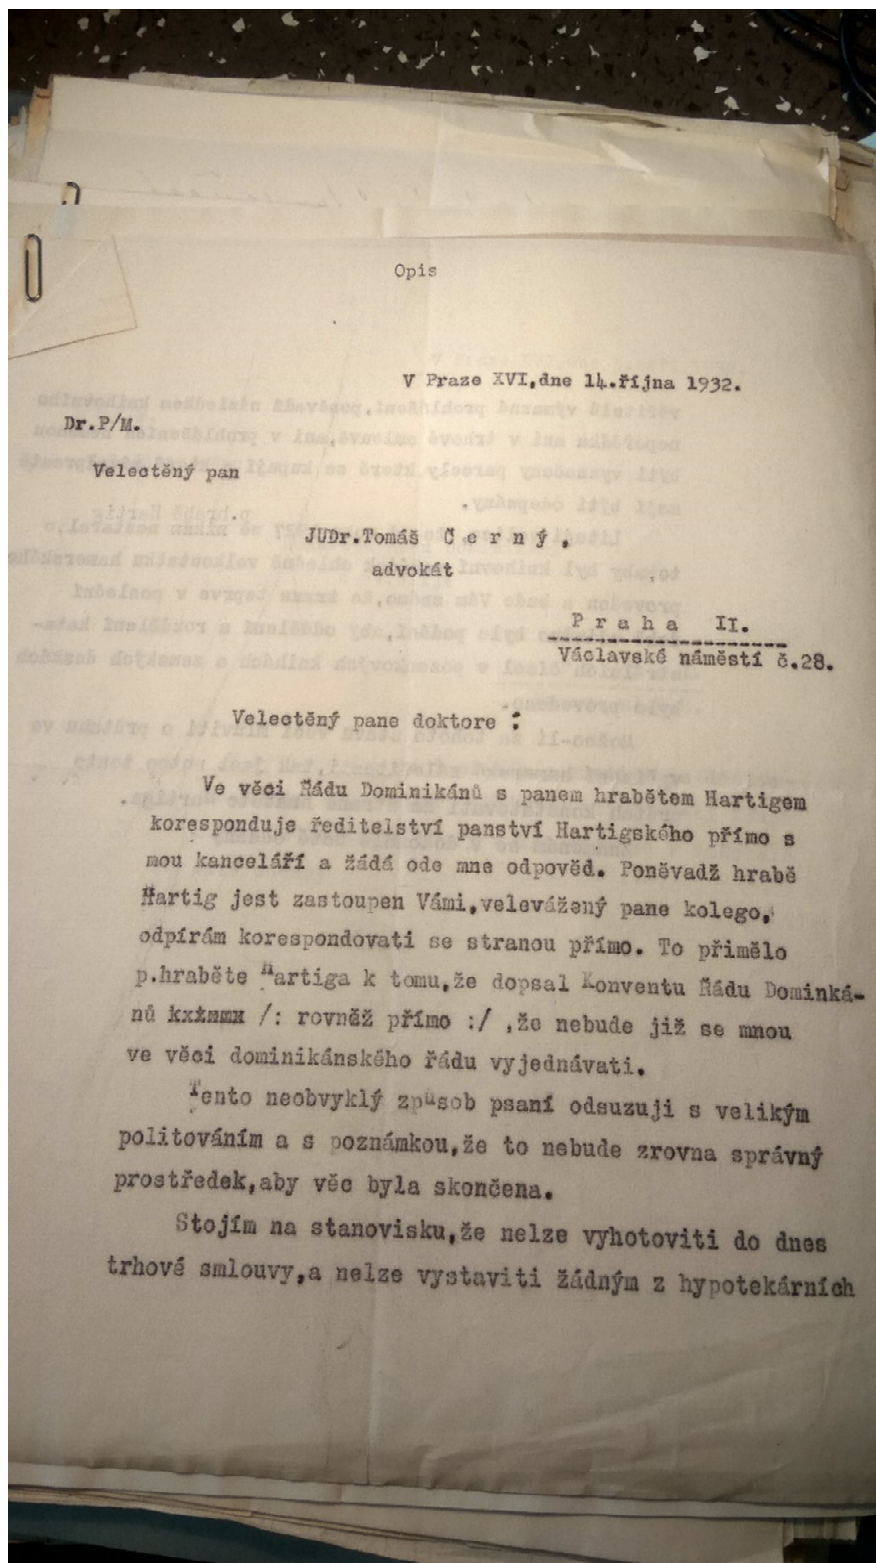 Opis
V Praze XVI,dne 14.října 1932.
Dr.P/M.
Velectěný pan
JUDr.Tomáš Č e r n ý ,
advokát
P r a h a II.
Václavské náměstí č.28.
Velectěný pane doktore :
Ve věci Řádu Dominikánů s panem hrabětem Hartigem
koresponduje ředitelství panství Hartigského přímo s
mou kanceláří a žádá ode mne odpověd. Poněvadž hrabě
Hartig jest zastoupen Vámi,velevážený pane kolego,
odpírám korespondovati se stranou přímo. To přimělo
p.hraběte Hartiga k tomu,že dopsal Konventu Řádu Dominká-
nů /: rovněž přímo :/ ,že nebude již se mnou
ve věci dominikánského řádu vyjednávati.
Tento neobvyklý způsob psaní odsuzuji s velikým
politováním a s poznámkou,že to nebude zrovna správný
prostředek,aby věc byla skončena.
Stojím na stanovisku,že nelze vyhotoviti do dnes
trhové smlouvy,a nelze vystaviti žádným z hypotekárních